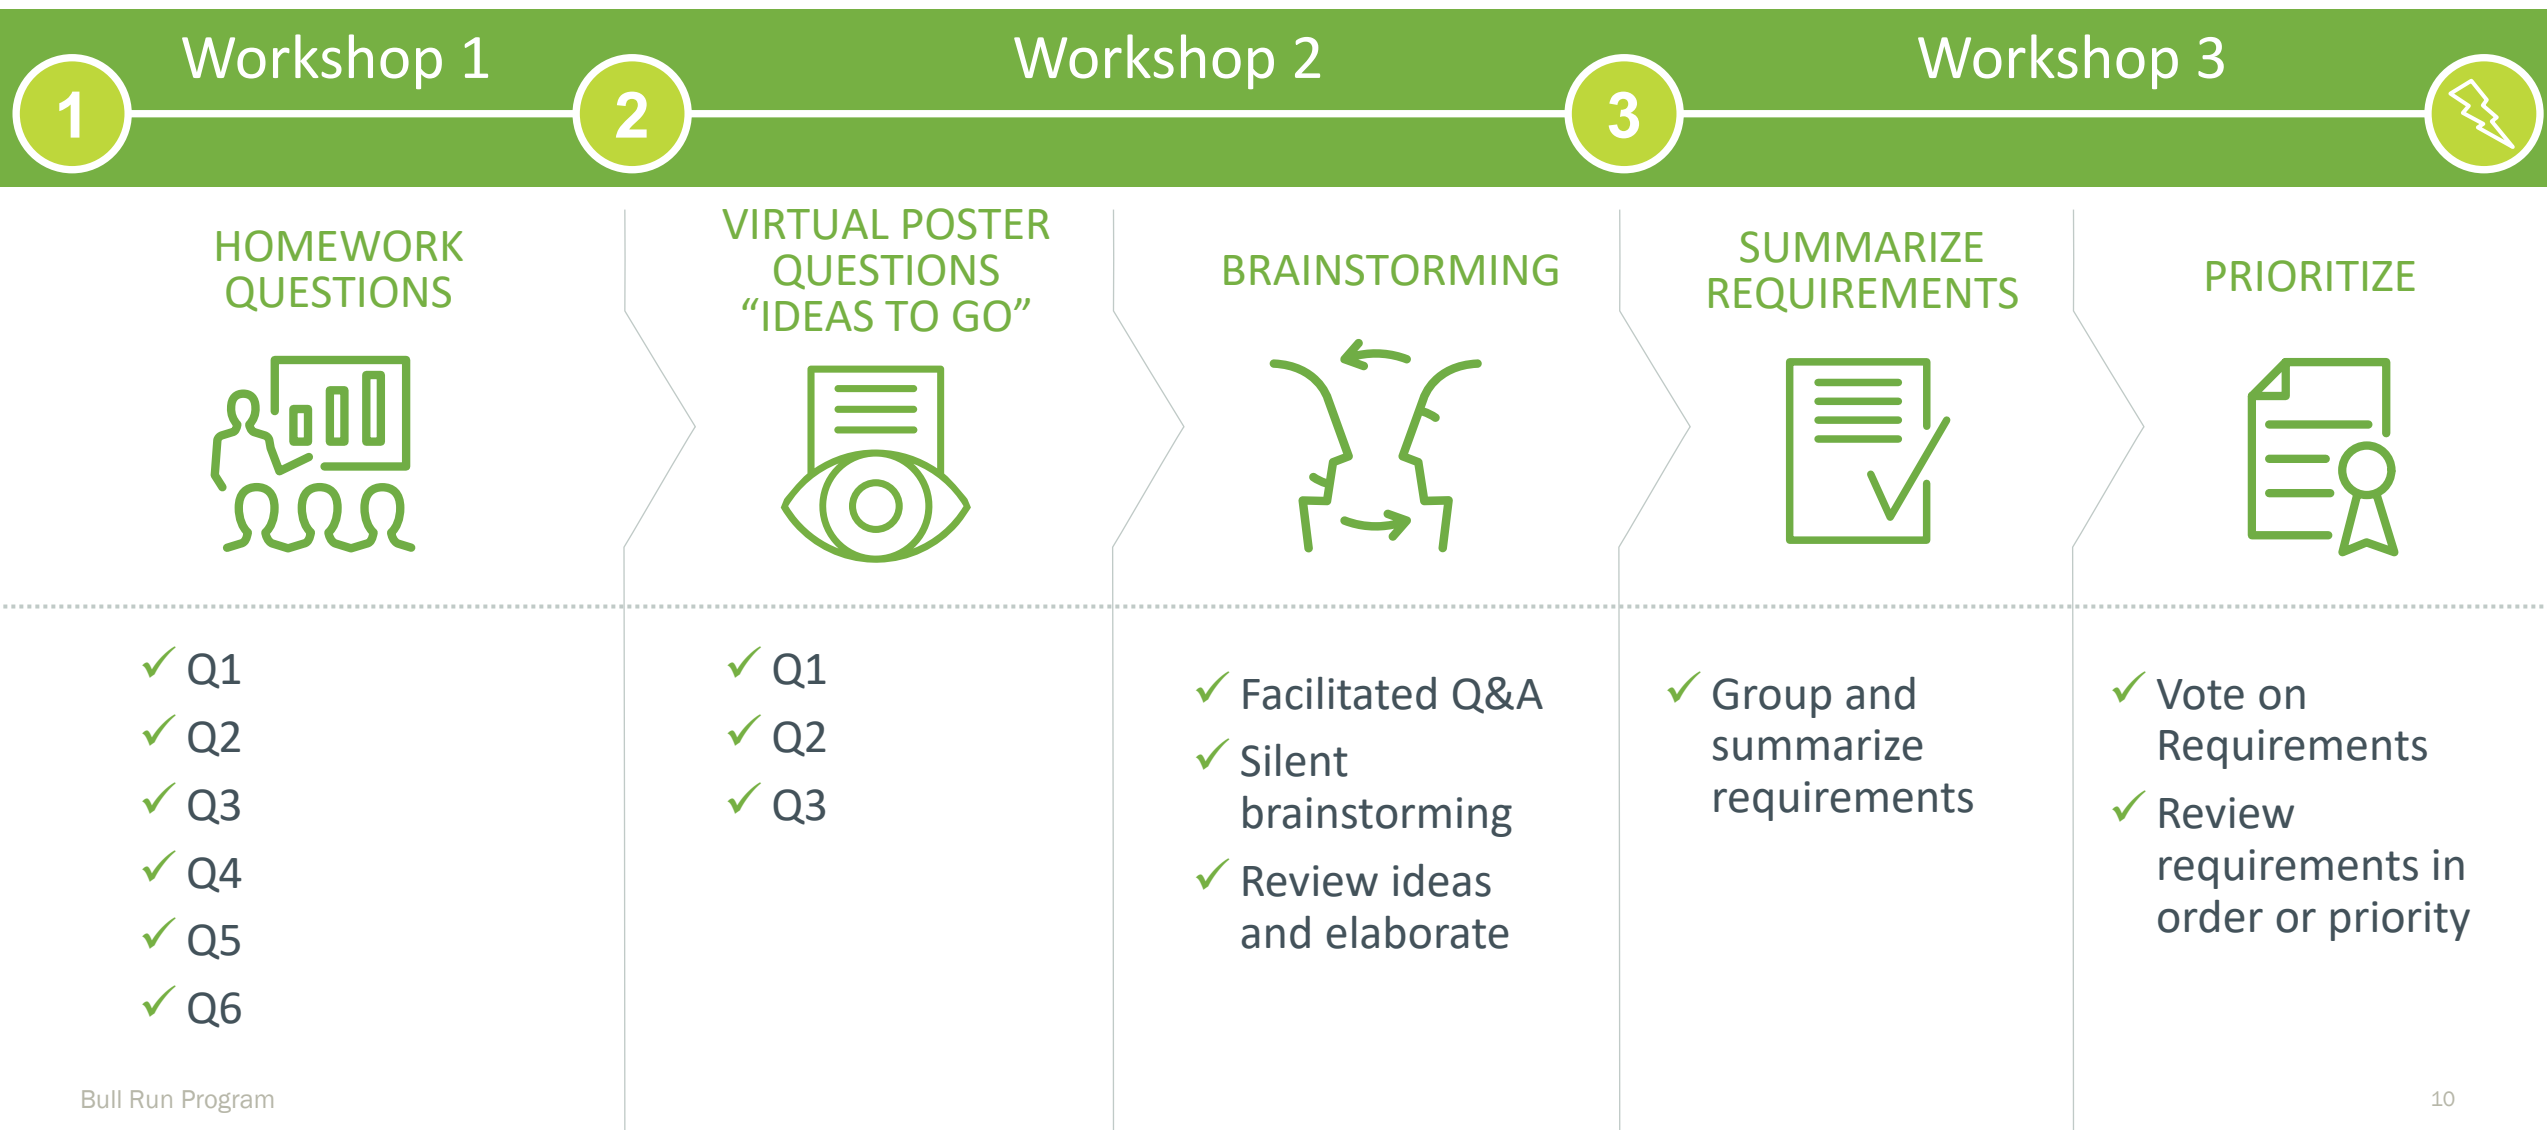 Workshop 1
Workshop 2
Workshop 3
1
2
3
HOMEWORK
QUESTIONS
VIRTUAL POSTER
QUESTIONS
“IDEAS TO GO”
BRAINSTORMING
SUMMARIZE
REQUIREMENTS
PRIORITIZE
✓ Q1
✓ Q2
✓ Q3
✓ Q4
✓ Q5
✓ Q6
✓ Q1
✓ Q2
✓ Q3
✓ Facilitated Q&A
✓ Silent
brainstorming
✓ Review ideas
and elaborate
✓ Group and
summarize
requirements
✓ Vote on
Requirements
✓ Review
requirements in
order or priority
Bull Run Program
10